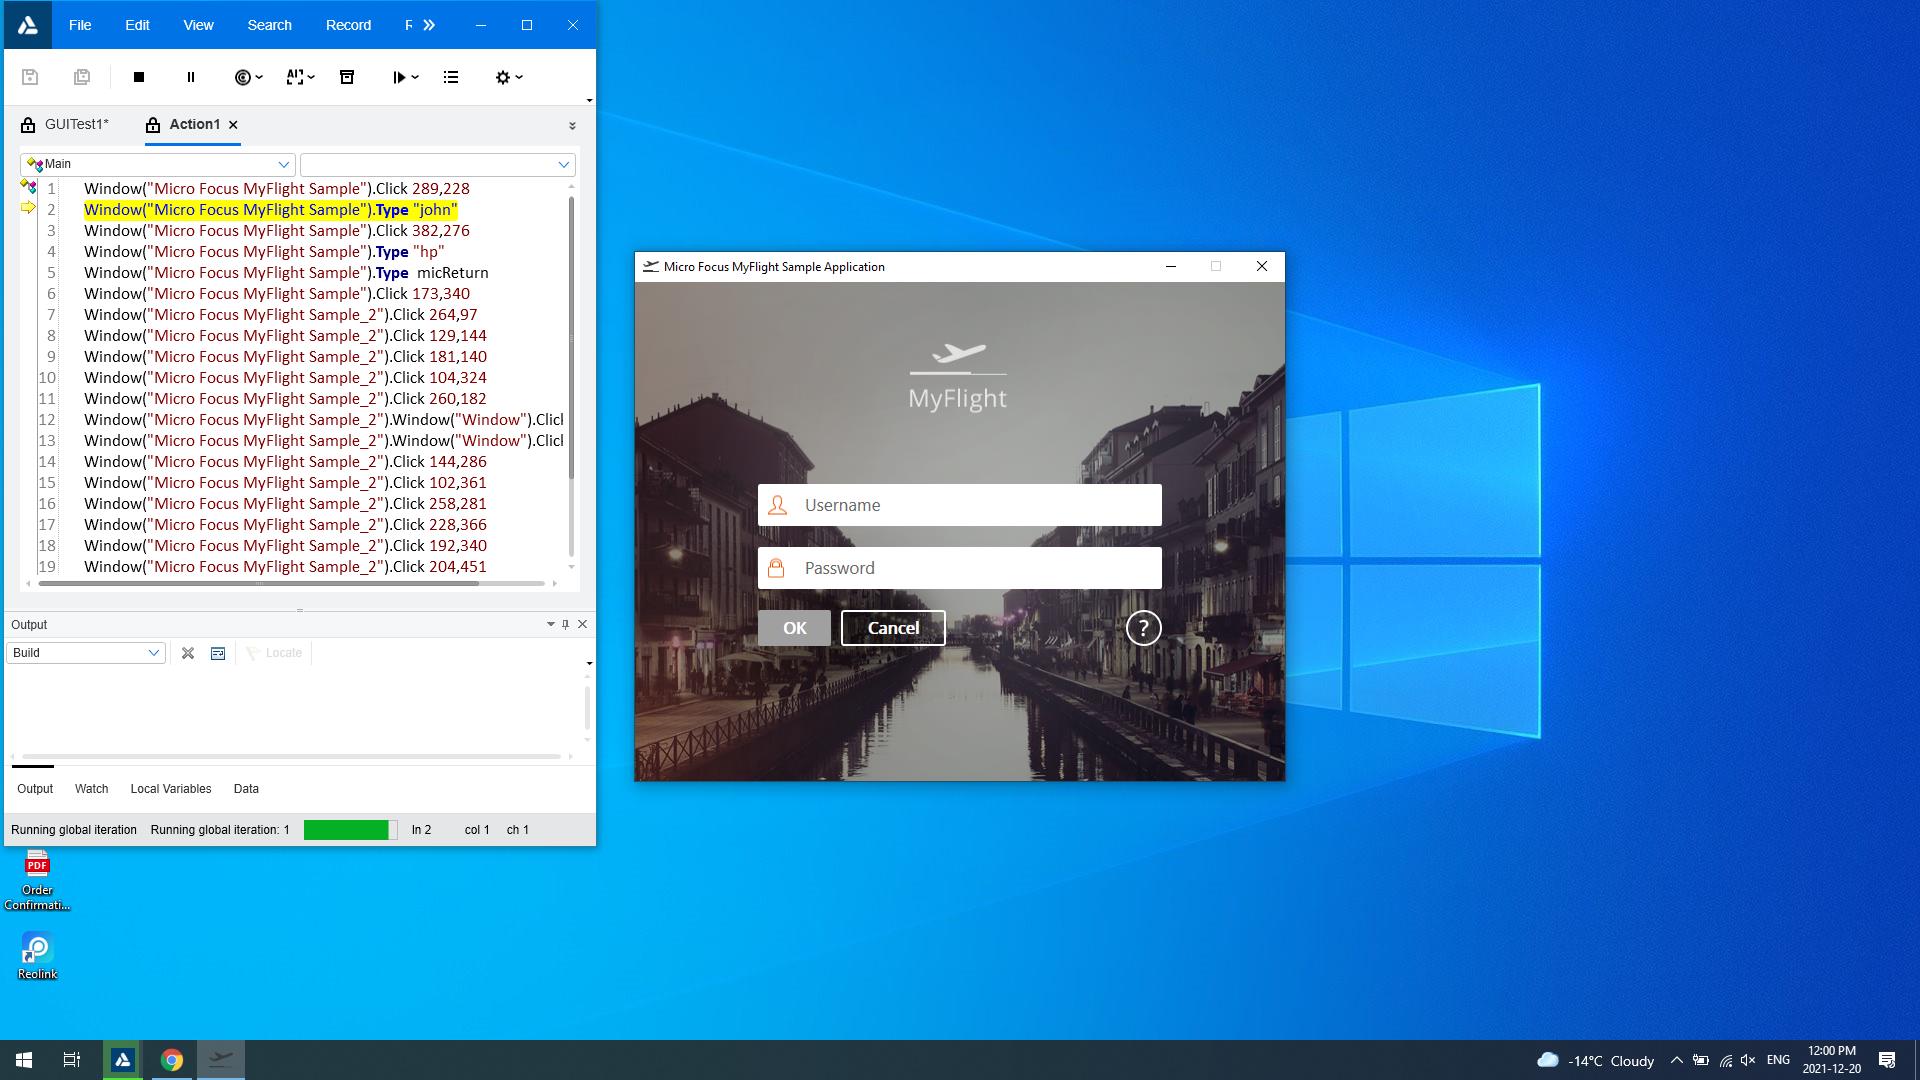 File Edit View Search Record
GUITest1* Action1
Main
1 Window("Micro Focus MyFlight Sample").Click 289,228
2 Window("Micro Focus MyFlight Sample").Type "john"
3 Window("Micro Focus MyFlight Sample").Click 382,276
4 Window("Micro Focus MyFlight Sample").Type "hp"
5 Window("Micro Focus MyFlight Sample").Type micReturn
6 Window("Micro Focus MyFlight Sample").Click 173,340
7 Window("Micro Focus MyFlight Sample_2").Click 264,97
8 Window("Micro Focus MyFlight Sample_2").Click 129,144
9 Window("Micro Focus MyFlight Sample_2").Click 181,140
10 Window("Micro Focus MyFlight Sample_2").Click 104,324
11 Window("Micro Focus MyFlight Sample_2").Click 260,182
12 Window("Micro Focus MyFlight Sample_2").Window("Window").Clic
13 Window("Micro Focus MyFlight Sample_2").Window("Window").Clic
14 Window("Micro Focus MyFlight Sample_2").Click 144,286
15 Window("Micro Focus MyFlight Sample_2").Click 102,361
16 Window("Micro Focus MyFlight Sample_2").Click 258,281
17 Window("Micro Focus MyFlight Sample_2").Click 228,366
18 Window("Micro Focus MyFlight Sample_2").Click 192,340
19 Window("Micro Focus MyFlight Sample_2").Click 204,451
Output
Build Locate
Output Watch Local Variables Data
Running global iteration Running global iteration: 1 ln 2 col 1 ch 1
Micro Focus MyFlight Sample Application
MyFlight
Username
Password
OK Cancel ?
PDF
Order
Confirmati...
Reolink
-14°C Cloudy ENG
12:00 PM
2021-12-20